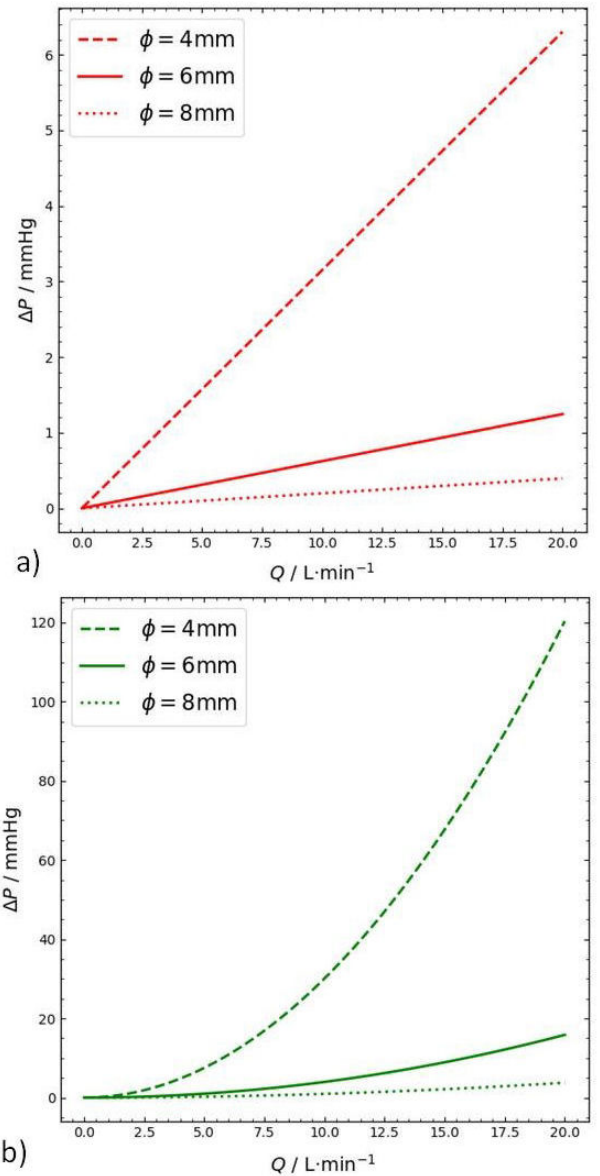 ϕ = 4mm
ϕ = 6mm
ϕ = 8mm
6
5
4
3
2
1
0
ΔP / mmHg
0.0 2.5 5.0 7.5 10.0 12.5 15.0 17.5 20.0
Q / L·min⁻¹
a)
ϕ = 4mm
ϕ = 6mm
ϕ = 8mm
120
100
80
60
40
20
0
ΔP / mmHg
0.0 2.5 5.0 7.5 10.0 12.5 15.0 17.5 20.0
Q / L·min⁻¹
b)